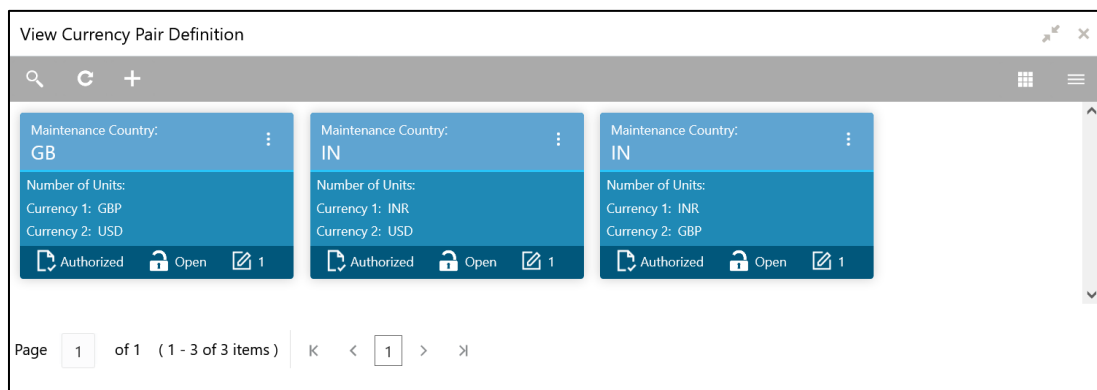 View Currency Pair Definition
Maintenance Country:
GB
Number of Units:
Currency 1: GBP
Currency 2: USD
Authorized Open 1
Maintenance Country:
IN
Number of Units:
Currency 1: INR
Currency 2: USD
Authorized Open 1
Maintenance Country:
IN
Number of Units:
Currency 1: INR
Currency 2: GBP
Authorized Open 1
Page 1 of 1 ( 1 - 3 of 3 items ) 1